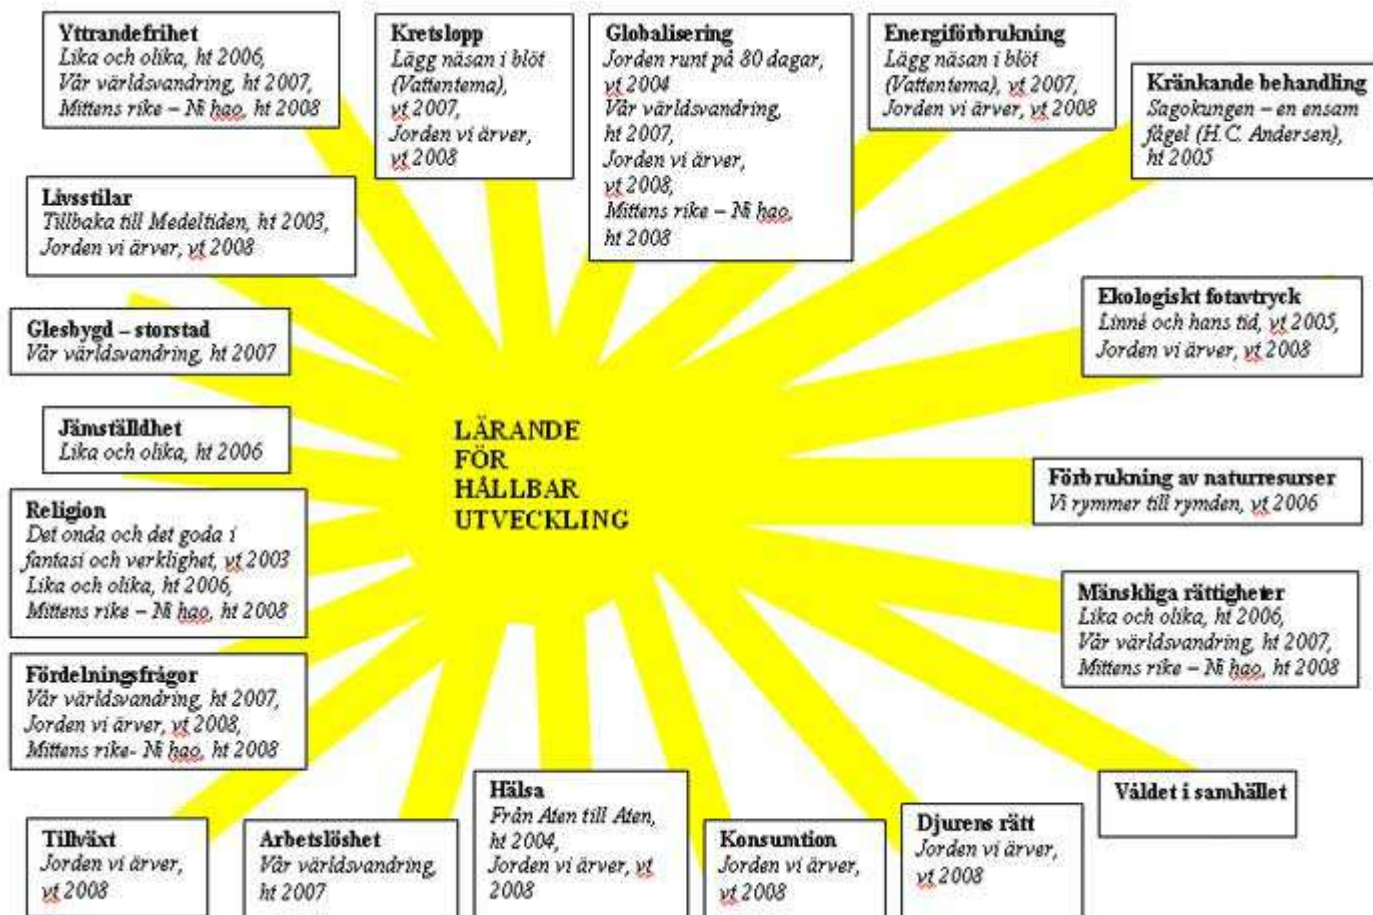 Yttrandefrihet
Lika och olika, ht 2006,
Vår världsvandring, ht 2007,
Mittens rike – Ni hao, ht 2008
Kretslopp
Lägg näsan i blöt
(Vattentema),
vt 2007,
Jorden vi ärver,
vt 2008
Globalisering
Jorden runt på 80 dagar,
vt 2004
Vår världsvandring,
ht 2007,
Jorden vi ärver,
vt 2008,
Mittens rike – Ni hao,
ht 2008
Energiförbrukning
Lägg näsan i blöt
(Vattentema), vt 2007,
Jorden vi ärver, vt 2008
Kränkande behandling
Sagokungen – en ensam
fågel (H.C. Andersen),
ht 2005
Livsstilar
Tillbaka till Medeltiden, ht 2003,
Jorden vi ärver, vt 2008
Ekologiskt fotavtryck
Linné och hans tid, vt 2005,
Jorden vi ärver, vt 2008
Glesbygd – storstad
Vår världsvandring, ht 2007
Jämställdhet
Lika och olika, ht 2006
LÄRANDE
FÖR
HÅLLBAR
UTVECKLING
Förbrukning av naturresurser
Vi rymmer till rymden, vt 2006
Religion
Det onda och det goda i
fantasi och verklighet, vt 2003
Lika och olika, ht 2006,
Mittens rike – Ni hao, ht 2008
Mänskliga rättigheter
Lika och olika, ht 2006,
Vår världsvandring, ht 2007,
Mittens rike – Ni hao, ht 2008
Fördelningsfrågor
Vår världsvandring, ht 2007,
Jorden vi ärver, vt 2008,
Mittens rike- Ni hao, ht 2008
Våldet i samhället
Tillväxt
Jorden vi ärver,
vt 2008
Arbetslöshet
Vår världsvandring,
ht 2007
Hälsa
Från Aten till Aten,
ht 2004,
Jorden vi ärver, vt
2008
Konsumtion
Jorden vi ärver,
vt 2008
Djurens rätt
Jorden vi ärver,
vt 2008